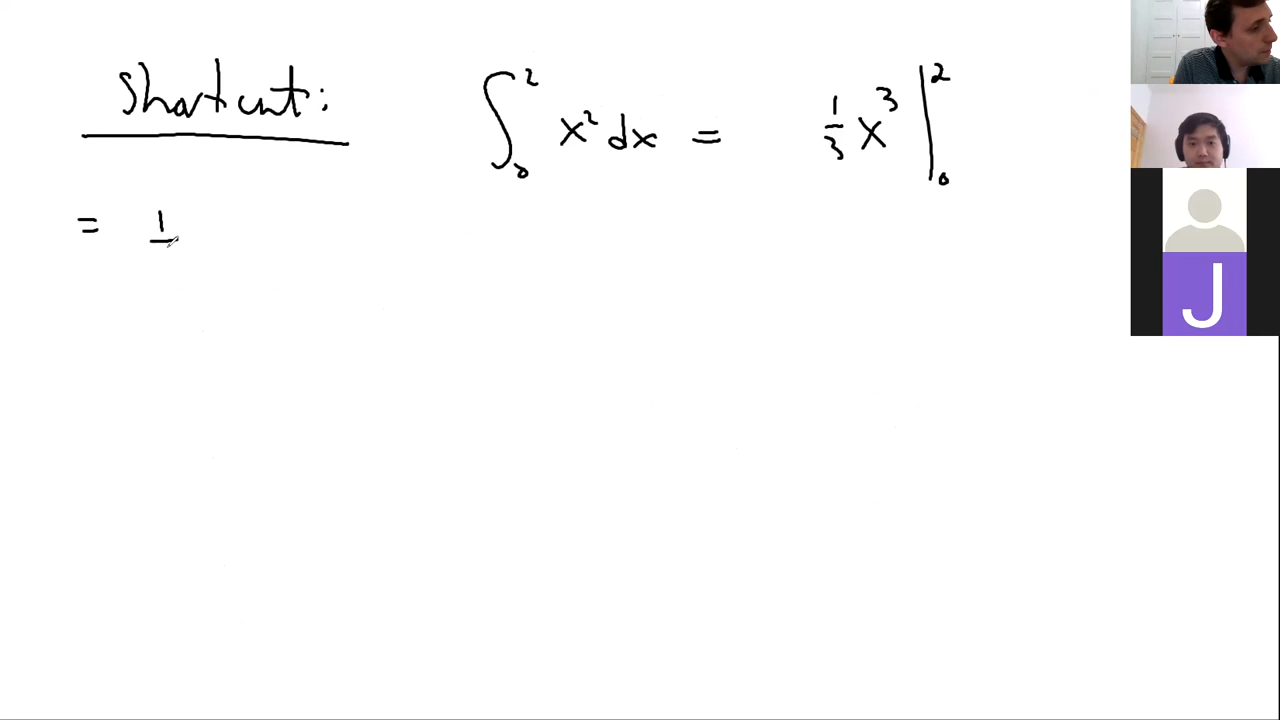 Shortcut: ∫₀² x² dx = 1/3 x³ |₀²
= 1/
J